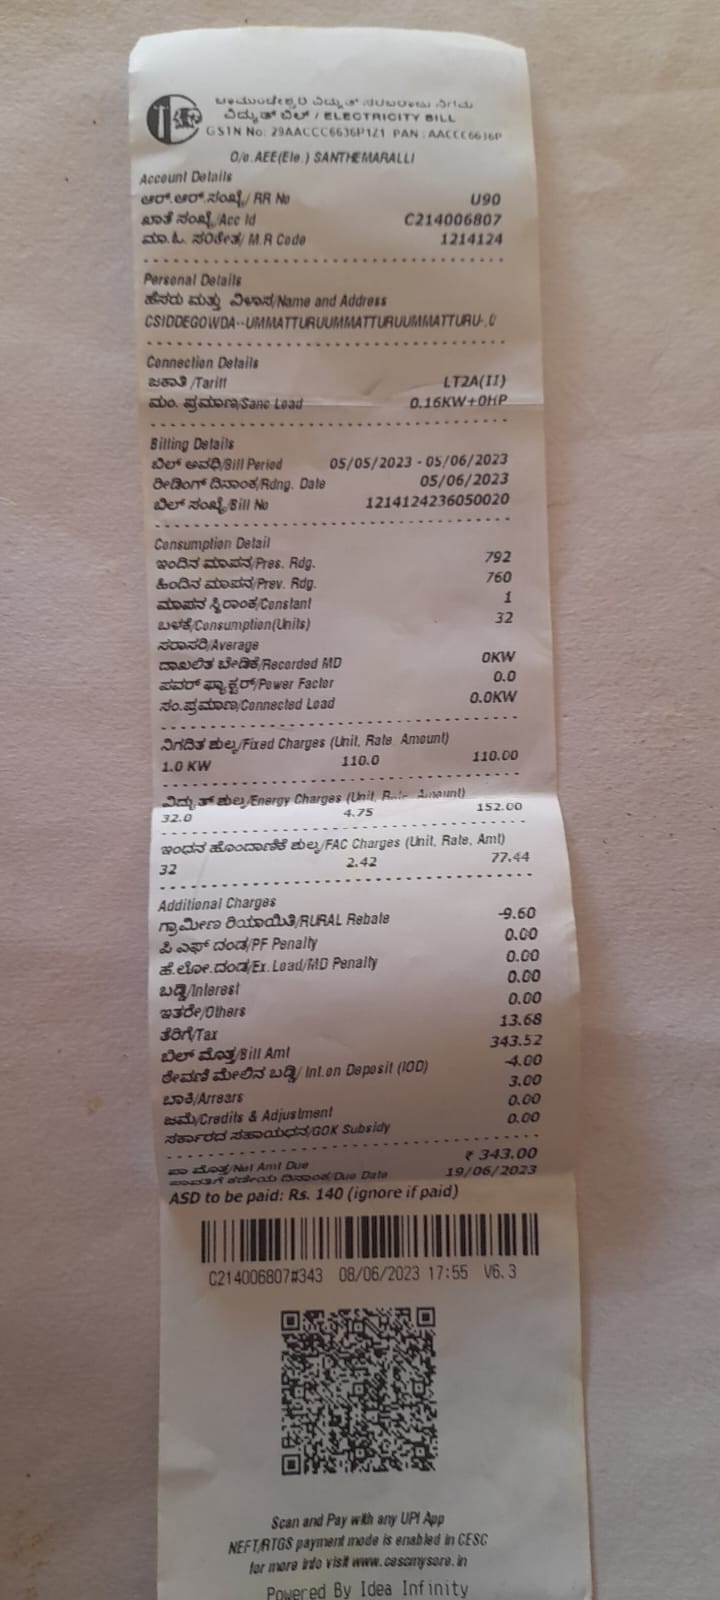 ಚಾಮುಂಡೇಶ್ವರಿ ವಿದ್ಯುತ್ ಸರಬರಾಜು ನಿಗಮ
ವಿದ್ಯುತ್ ಬಿಲ್ / ELECTRICITY BILL
GSTN No: 29AACCC6636P1Z1 PAN: AACCC6636P
O/o.AEE(Ele.) SANTHEMARALLI
Account Details
ಆರ್.ಆರ್.ಸಂಖ್ಯೆ/ RR No U90
ಖಾತೆ ಸಂಖ್ಯೆ/Acc Id C214006807
ಮಾ.ಓ. ಸಂಕೇತ/ M.R Code 1214124
Personal Details
ಹೆಸರು ಮತ್ತು ವಿಳಾಸ/Name and Address
CSIDDEGOWDA--UMMATTURUUMMATTURUUMMATTURU-,0
Connection Details
ಜಕಾತಿ /Tariff LT2A(II)
ಮಂ. ಪ್ರಮಾಣ/Sanc Load 0.16KW+0HP
Billing Details
ಬಿಲ್ ಅವಧಿ/Bill Period 05/05/2023 - 05/06/2023
ರೀಡಿಂಗ್ ದಿನಾಂಕ/Rdng. Date 05/06/2023
ಬಿಲ್ ಸಂಖ್ಯೆ/Bill No 1214124236050020
Consumption Detail
ಇಂದಿನ ಮಾಪನ/Pres. Rdg. 792
ಹಿಂದಿನ ಮಾಪನ/Prev. Rdg. 760
ಮಾಪನ ಸ್ಥಿರಾಂಕ/Constant 1
ಬಳಕೆ/Consumption(Units) 32
ಸರಾಸರಿ/Average
ದಾಖಲಿತ ಬೇಡಿಕೆ/Recorded MD 0KW
ಪವರ್ ಫ್ಯಾಕ್ಟರ್/Power Factor 0.0
ಸಂ.ಪ್ರಮಾಣ/Connected Load 0.0KW
ನಿಗದಿತ ಶುಲ್ಕ/Fixed Charges (Unit, Rate, Amount)
1.0 KW 110.0 110.00
ವಿದ್ಯುತ್ ಶುಲ್ಕ/Energy Charges (Unit, Rate, Amount)
32.0 4.75 152.00
ಇಂಧನ ಹೊಂದಾಣಿಕೆ ಶುಲ್ಕ/FAC Charges (Unit, Rate, Amt)
32 2.42 77.44
Additional Charges
ಗ್ರಾಮೀಣ ರಿಯಾಯಿತಿ/RURAL Rebate -9.60
ಪಿ ಎಫ್ ದಂಡ/PF Penalty 0.00
ಹೆ.ಲೋ.ದಂಡ/Ex.Load/MD Penalty 0.00
ಬಡ್ಡಿ/Interest 0.00
ಇತರೇ/Others 0.00
ತೆರಿಗೆ/Tax 13.68
ಬಿಲ್ ಮೊತ್ತ/Bill Amt 343.52
ಠೇವಣಿ ಮೇಲಿನ ಬಡ್ಡಿ/ Int.on Deposit (IOD) -4.00
ಬಾಕಿ/Arrears 3.00
ಜಮೆ/Credits & Adjustment 0.00
ಸರ್ಕಾರದ ಸಹಾಯಧನ/GOK Subsidy 0.00
ಪಾ ಮೊತ್ತ/Net Amt Due ₹ 343.00
ಪಾವತಿಗೆ ಕಡೇಯ ದಿನಾಂಕ/Due Date 19/06/2023
ASD to be paid: Rs. 140 (ignore if paid)
C214006807#343 08/06/2023 17:55 V6.3
Scan and Pay with any UPI App
NEFT/RTGS payment mode is enabled in CESC
for more info visit www.cescmysore.in
Powered By Idea Infinity